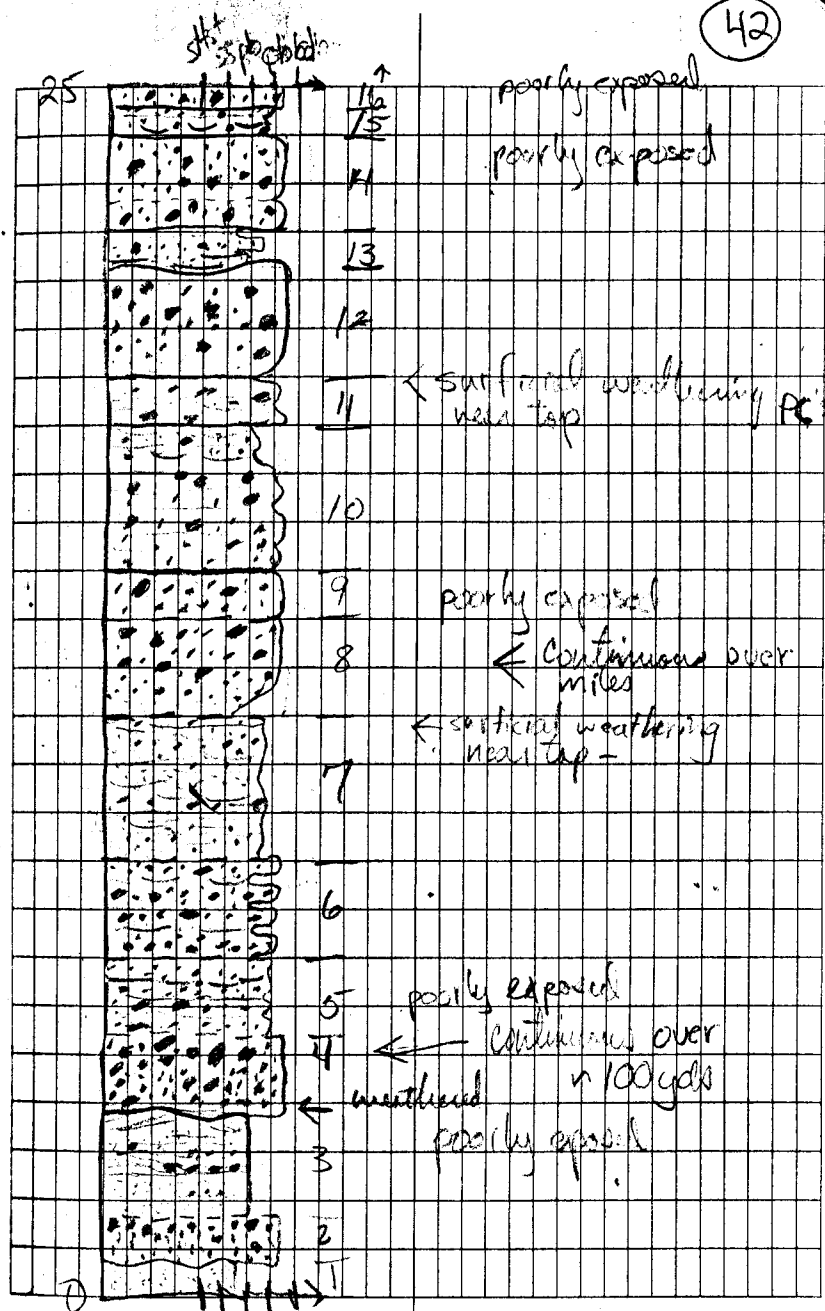 42
25
poorly exposed
16a
15
poorly exposed
14
13
12
< surficial weathering PC
near top
11
10
9
poorly exposed
8
< continuous over
miles
← surficial weathering
near top -
7
6
5
poorly exposed
4
← continuous over
~ 100 yds
← weathered
poorly exposed
3
2
1
0